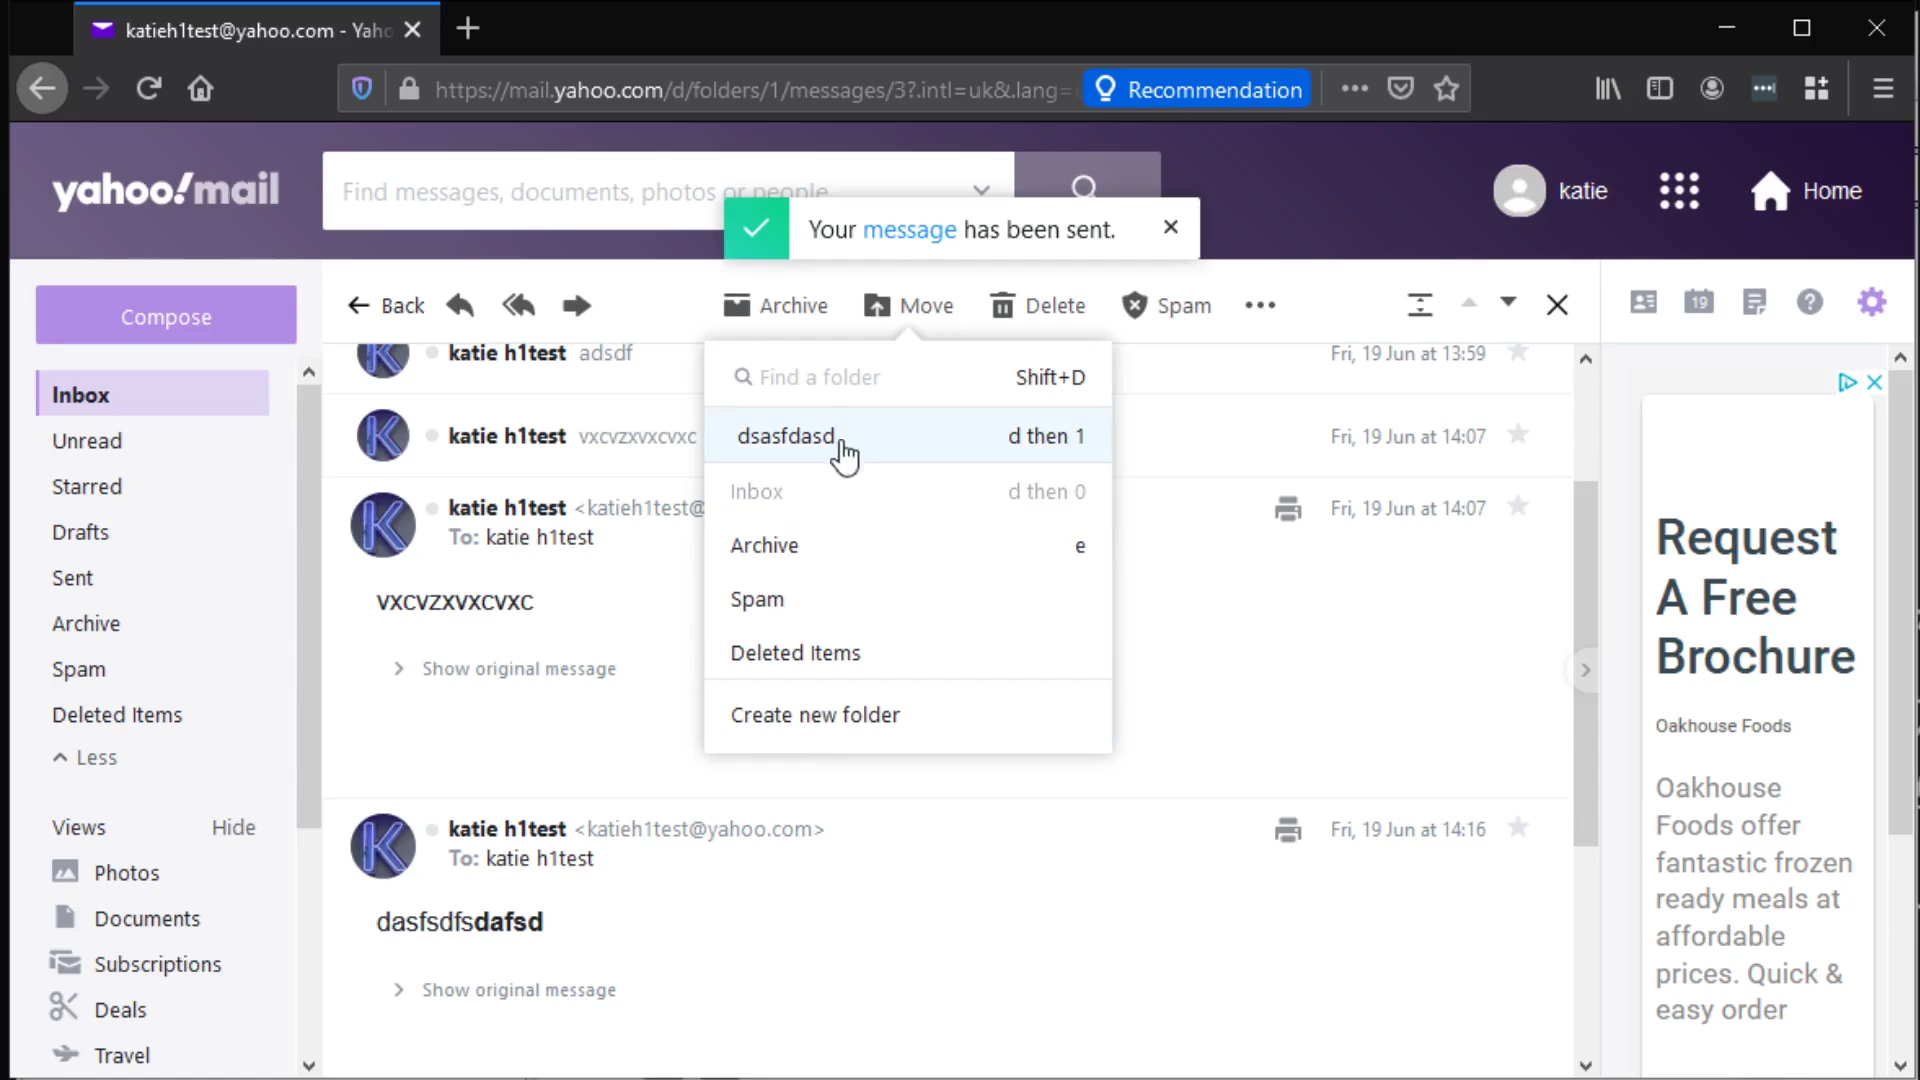 katieh1test@yahoo.com - Yaho
https://mail.yahoo.com/d/folders/1/messages/3?.intl=uk&.lang=
Recommendation
yahoo!mail
Find messages, documents, photos or people
Your message has been sent.
katie
Home
Compose
Back
Archive
Move
Delete
Spam
19
Inbox
Unread
Starred
Drafts
Sent
Archive
Spam
Deleted Items
Less
Views Hide
Photos
Documents
Subscriptions
Deals
Travel
katie h1test adsdf Fri, 19 Jun at 13:59
katie h1test vxcvzxvxcvxc Fri, 19 Jun at 14:07
katie h1test <katieh1test@ Fri, 19 Jun at 14:07
To: katie h1test
vxcvzxvxcvxc
Show original message
katie h1test <katieh1test@yahoo.com> Fri, 19 Jun at 14:16
To: katie h1test
dasfsdfsdafsd
Show original message
Find a folder Shift+D
dsasfdasd d then 1
Inbox d then 0
Archive e
Spam
Deleted Items
Create new folder
Request
A Free
Brochure
Oakhouse Foods
Oakhouse
Foods offer
fantastic frozen
ready meals at
affordable
prices. Quick &
easy order